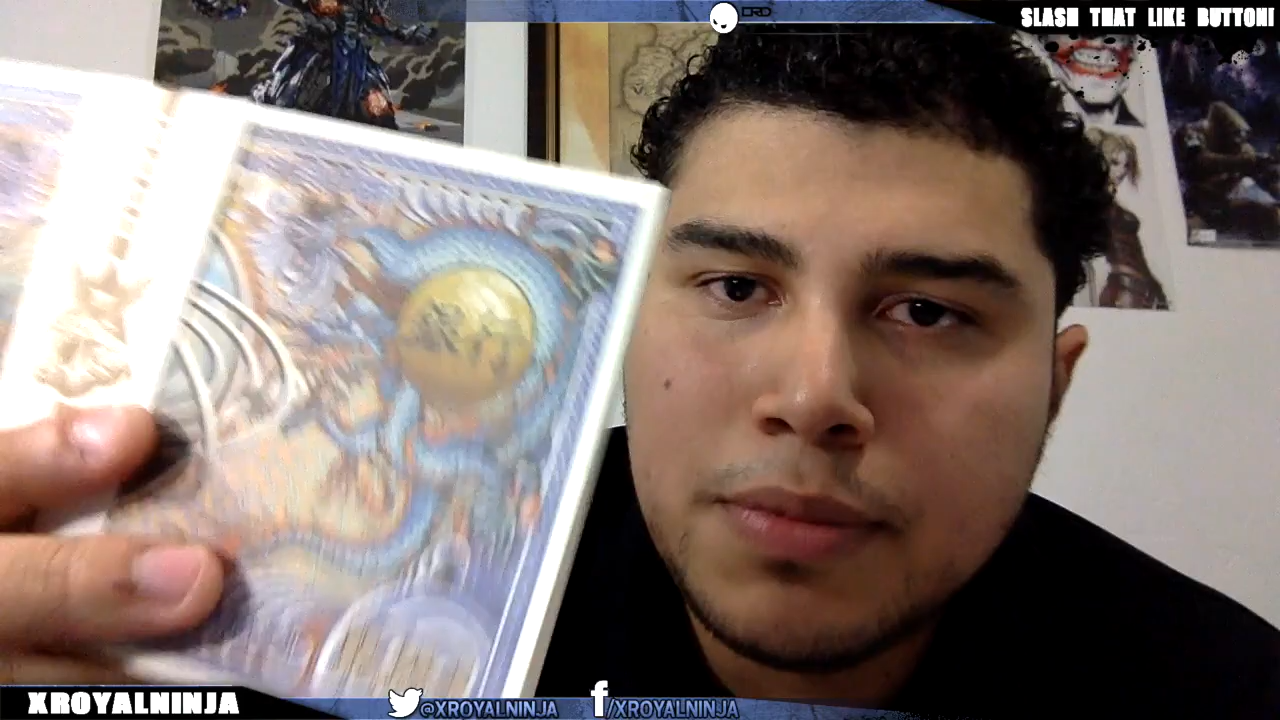 SLASH THAT LIKE BUTTON!
XROYALNINJA
@XROYALNINJA
/XROYALNINJA